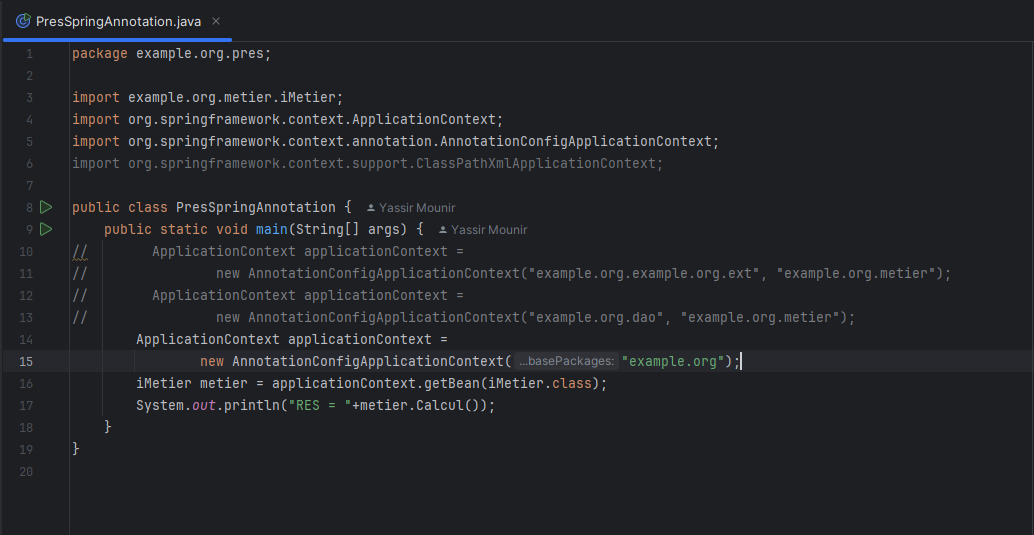 PresSpringAnnotation.java ×
1 package example.org.pres;
2
3 import example.org.metier.iMetier;
4 import org.springframework.context.ApplicationContext;
5 import org.springframework.context.annotation.AnnotationConfigApplicationContext;
6 import org.springframework.context.support.ClassPathXmlApplicationContext;
7
8 public class PresSpringAnnotation { Yassir Mounir
9 public static void main(String[] args) { Yassir Mounir
10 // ApplicationContext applicationContext =
11 // new AnnotationConfigApplicationContext("example.org.example.org.ext", "example.org.metier");
12 // ApplicationContext applicationContext =
13 // new AnnotationConfigApplicationContext("example.org.dao", "example.org.metier");
14 ApplicationContext applicationContext =
15 new AnnotationConfigApplicationContext( ...basePackages: "example.org");
16 iMetier metier = applicationContext.getBean(iMetier.class);
17 System.out.println("RES = "+metier.Calcul());
18 }
19 }
20